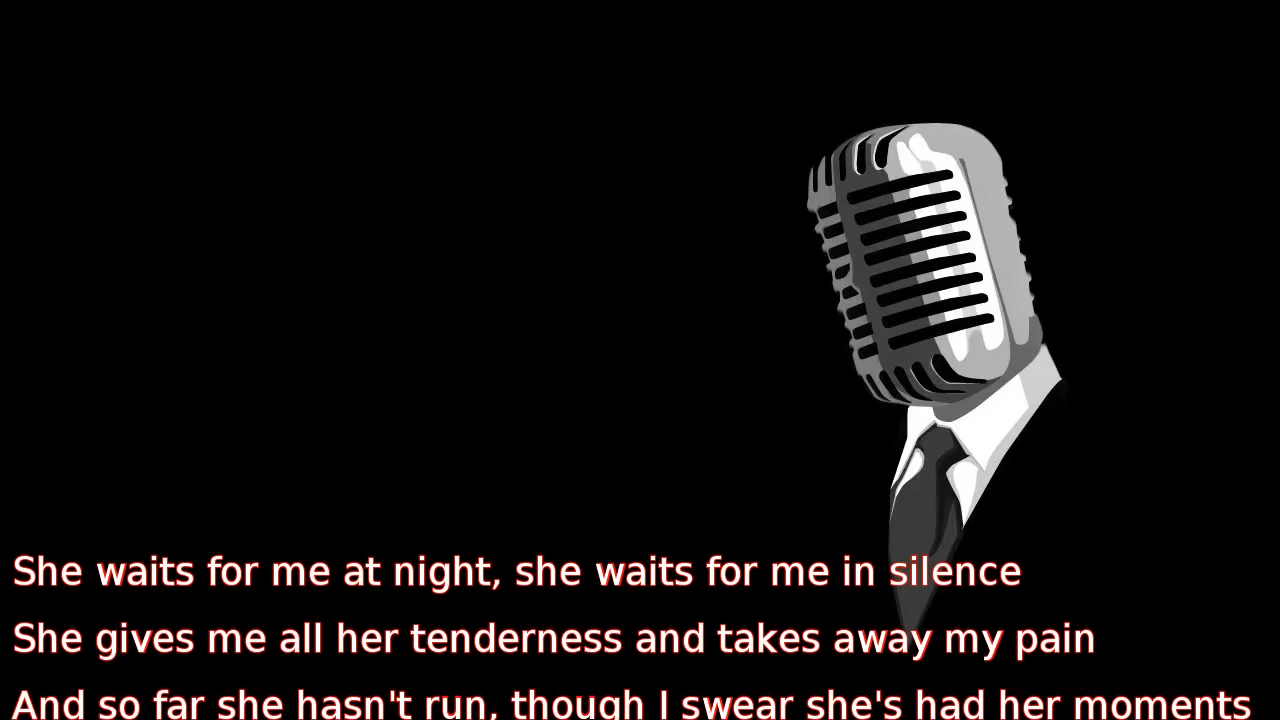 She waits for me at night, she waits for me in silence
She gives me all her tenderness and takes away my pain
And so far she hasn't run, though I swear she's had her moments